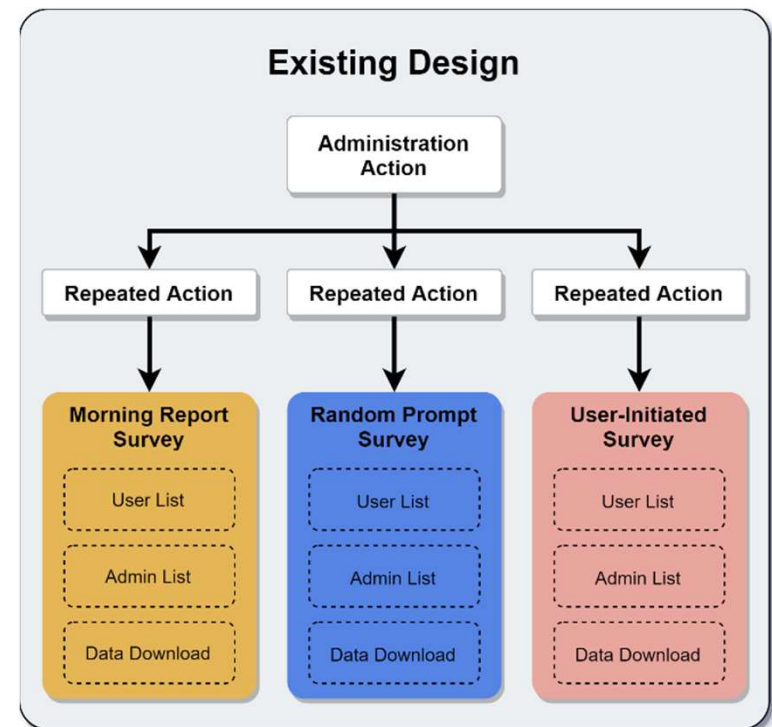 Existing Design
Administration
Action
Repeated Action
Repeated Action
Repeated Action
Morning Report
Survey
User List
Admin List
Data Download
Random Prompt
Survey
User List
Admin List
Data Download
User-Initiated
Survey
User List
Admin List
Data Download